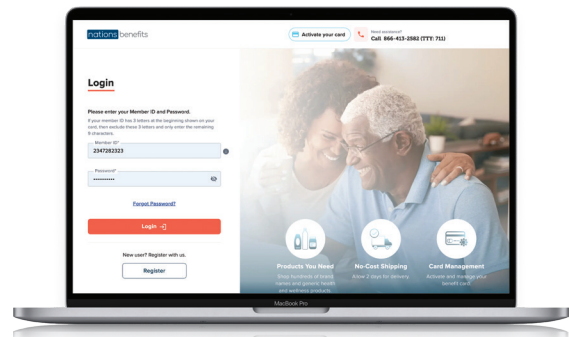 nations benefits
Activate your card
Need assistance?
Call 866-413-2582 (TTY: 711)
Login
Please enter your Member ID and Password.
If your member ID has 3 letters at the beginning shown on your
card, then exclude these 3 letters and only enter the remaining
9 characters.
Member ID*
2347282323
Password*
Forgot Password?
Login
New user? Register with us.
Register
Products You Need
Shop hundreds of brand
names and generic health
and wellness products
No-Cost Shipping
Allow 2 days for delivery
Card Management
Activate and manage your
benefit card
MacBook Pro